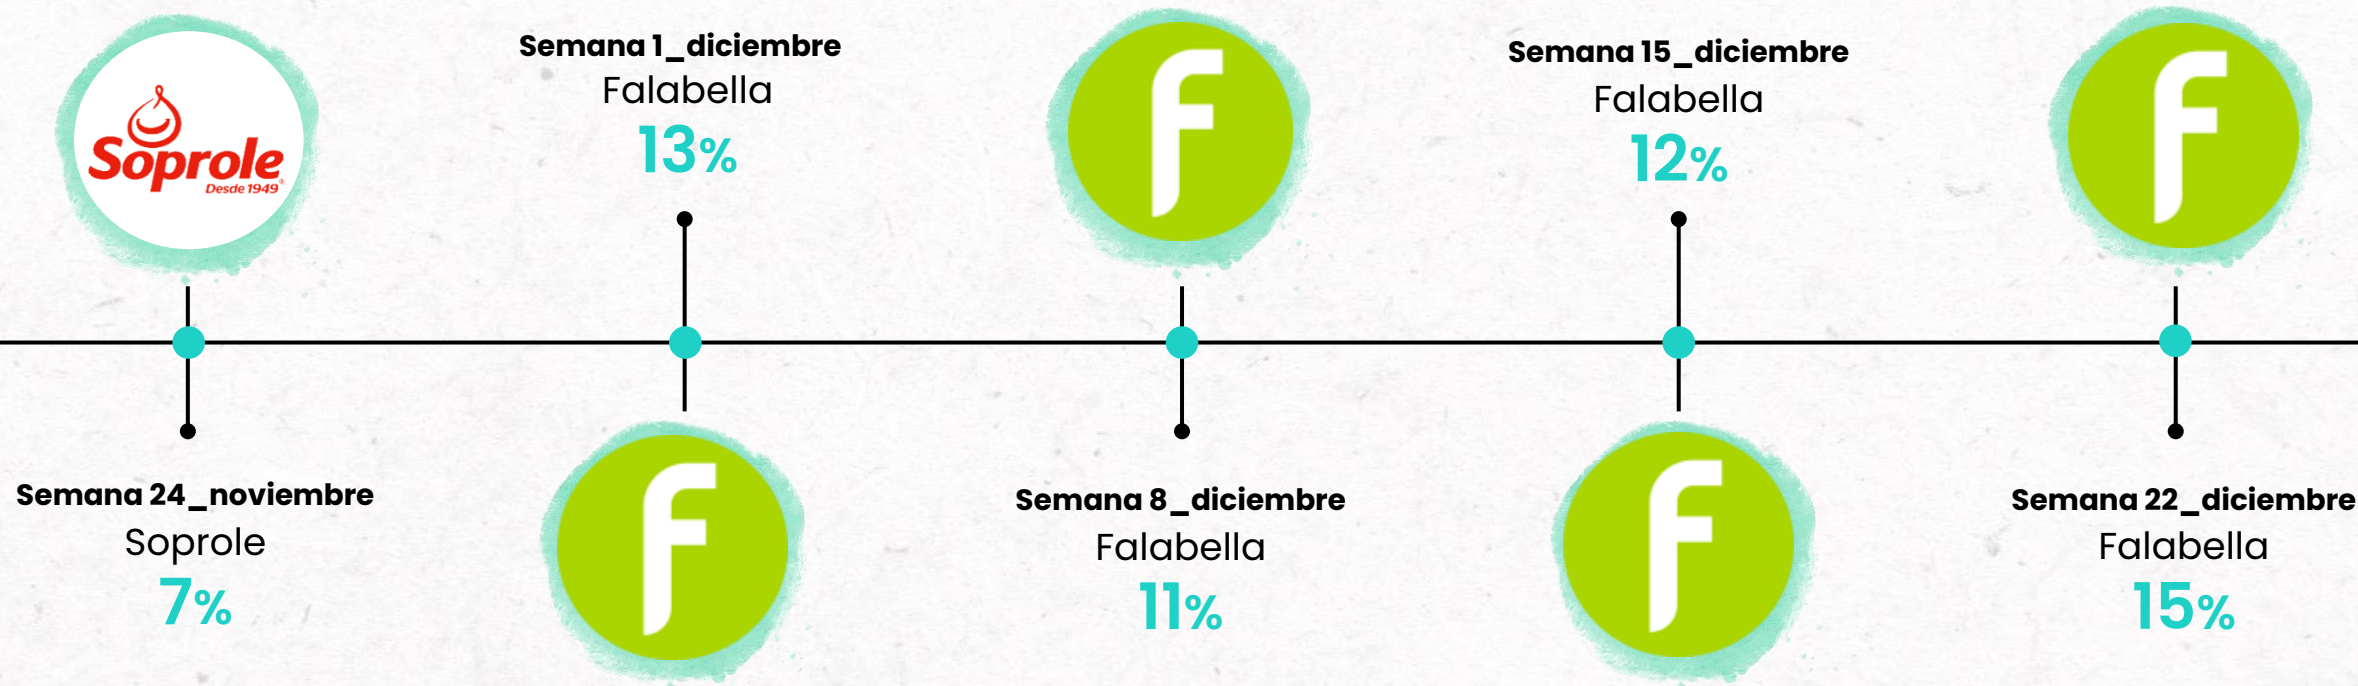 Soprole
Desde 1949
Semana 24_noviembre
Soprole
7%
Semana 1_diciembre
Falabella
13%
f
f
Semana 8_diciembre
Falabella
11%
Semana 15_diciembre
Falabella
12%
f
f
Semana 22_diciembre
Falabella
15%